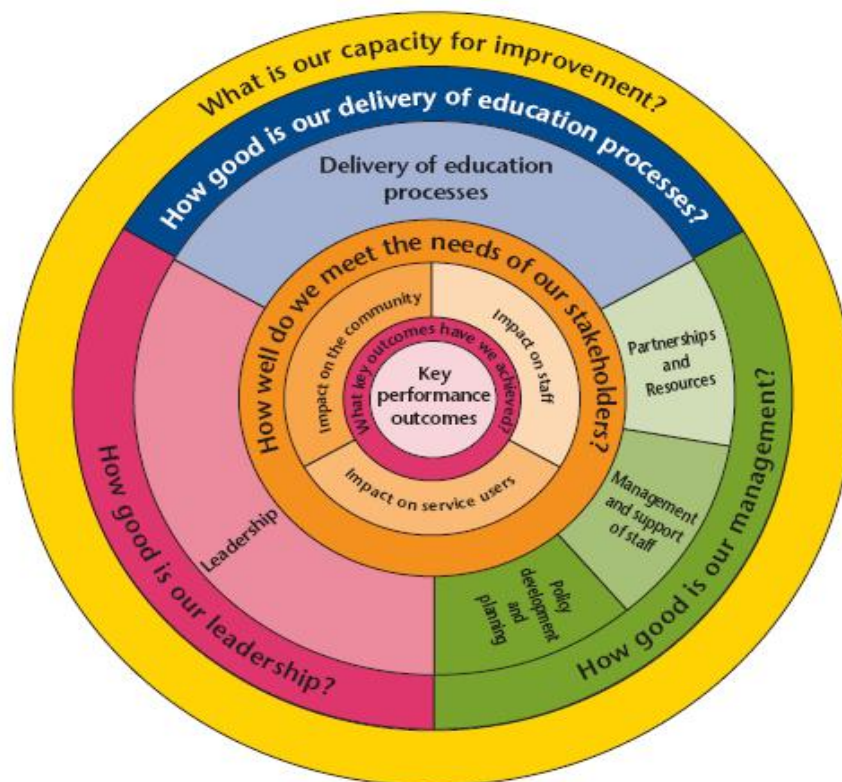 What is our capacity for improvement?
How good is our delivery of education processes?
Delivery of education
processes
How well do we meet the needs of our stakeholders?
Impact on the community
Impact on staff
What key outcomes have we achieved?
Key
performance
outcomes
Impact on service users
Partnerships
and
Resources
Management
and support
of staff
Policy
development
and
planning
Leadership
How good is our leadership?
How good is our management?